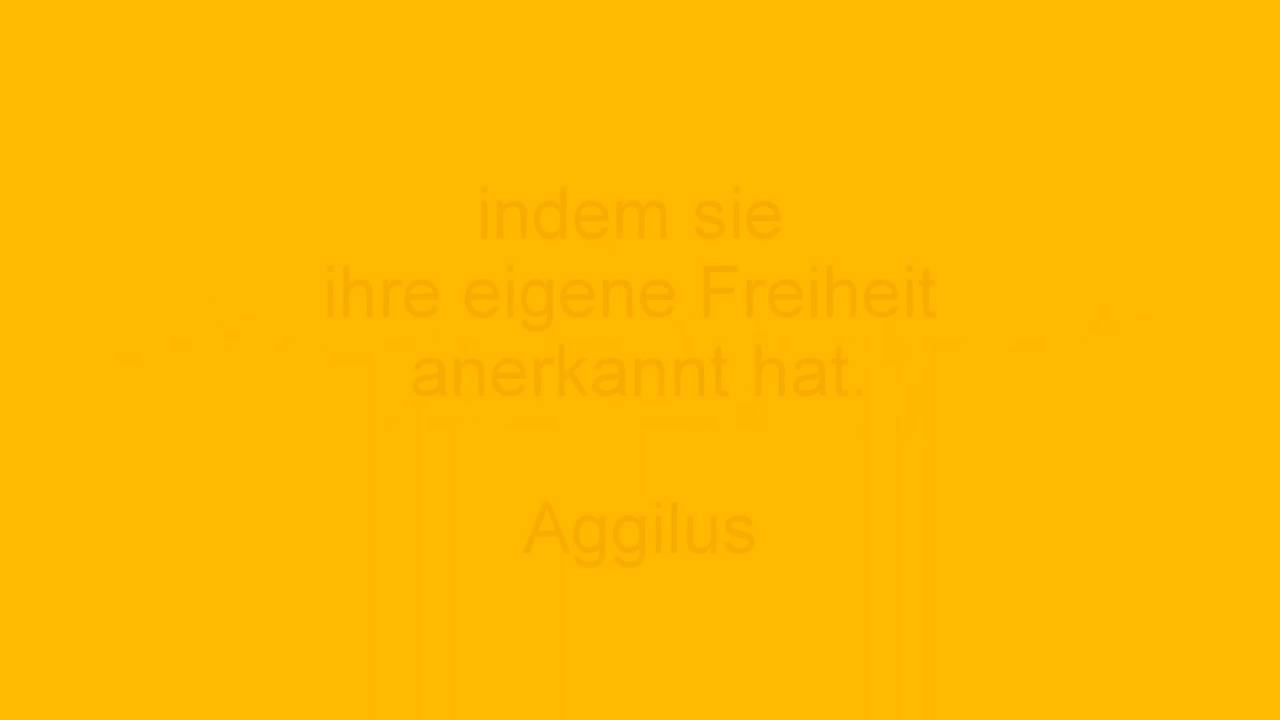 indem sie
ihre eigene Freiheit
anerkannt hat.
Aggilus